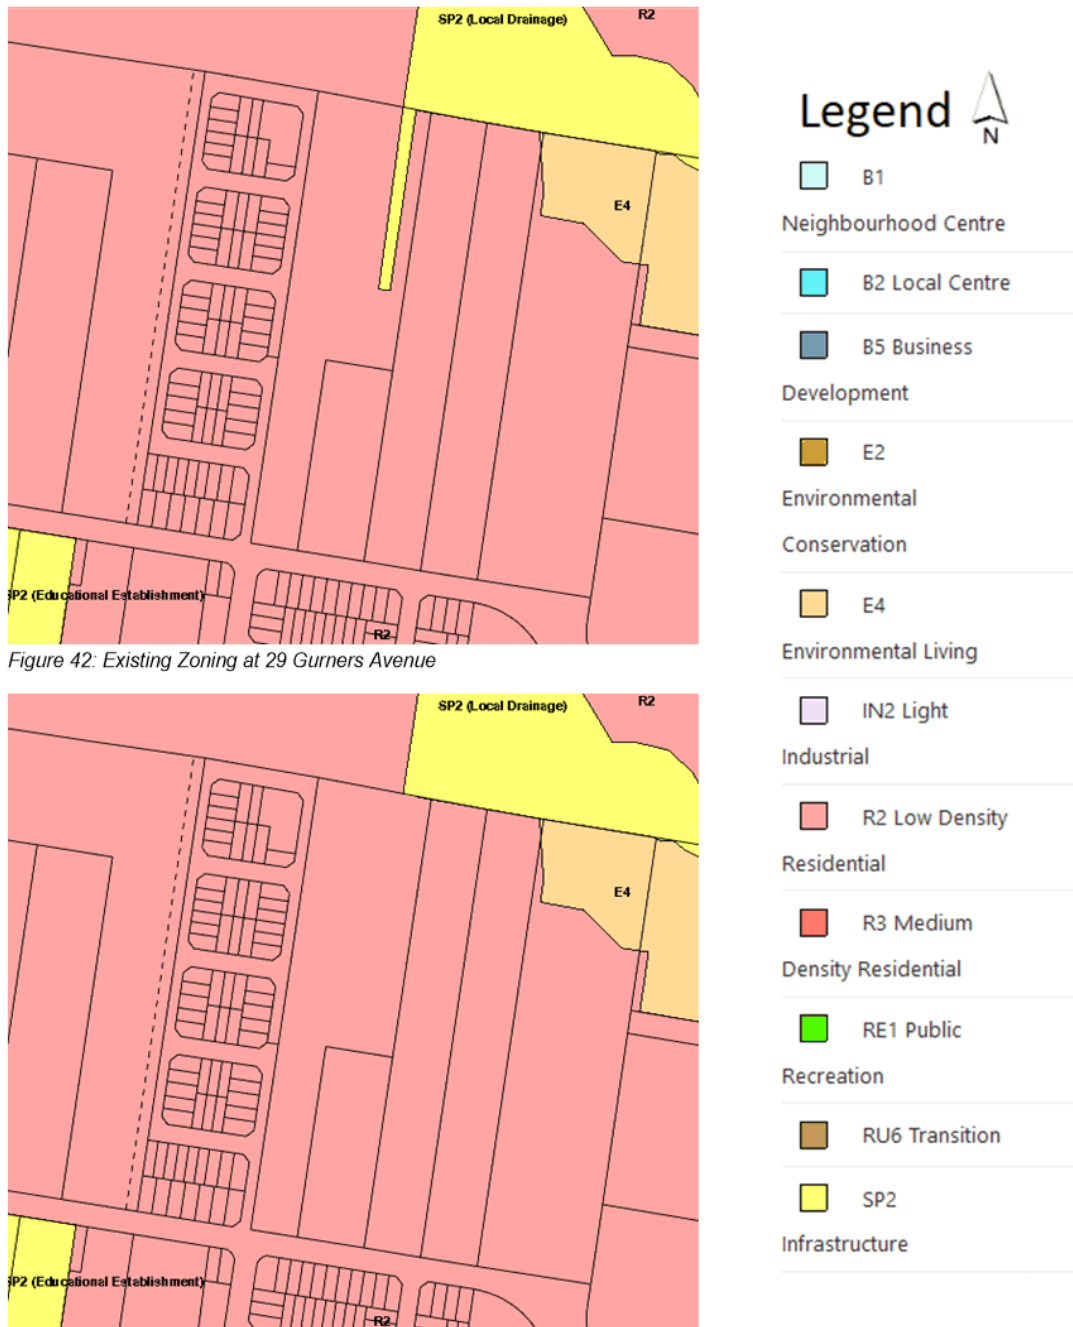 SP2 (Local Drainage)
R2
E4
SP2 (Educational Establishment)
R2
Figure 42: Existing Zoning at 29 Gurners Avenue
SP2 (Local Drainage)
R2
E4
SP2 (Educational Establishment)
R2
Legend
N
B1
Neighbourhood Centre
B2 Local Centre
B5 Business
Development
E2
Environmental
Conservation
E4
Environmental Living
IN2 Light
Industrial
R2 Low Density
Residential
R3 Medium
Density Residential
RE1 Public
Recreation
RU6 Transition
SP2
Infrastructure